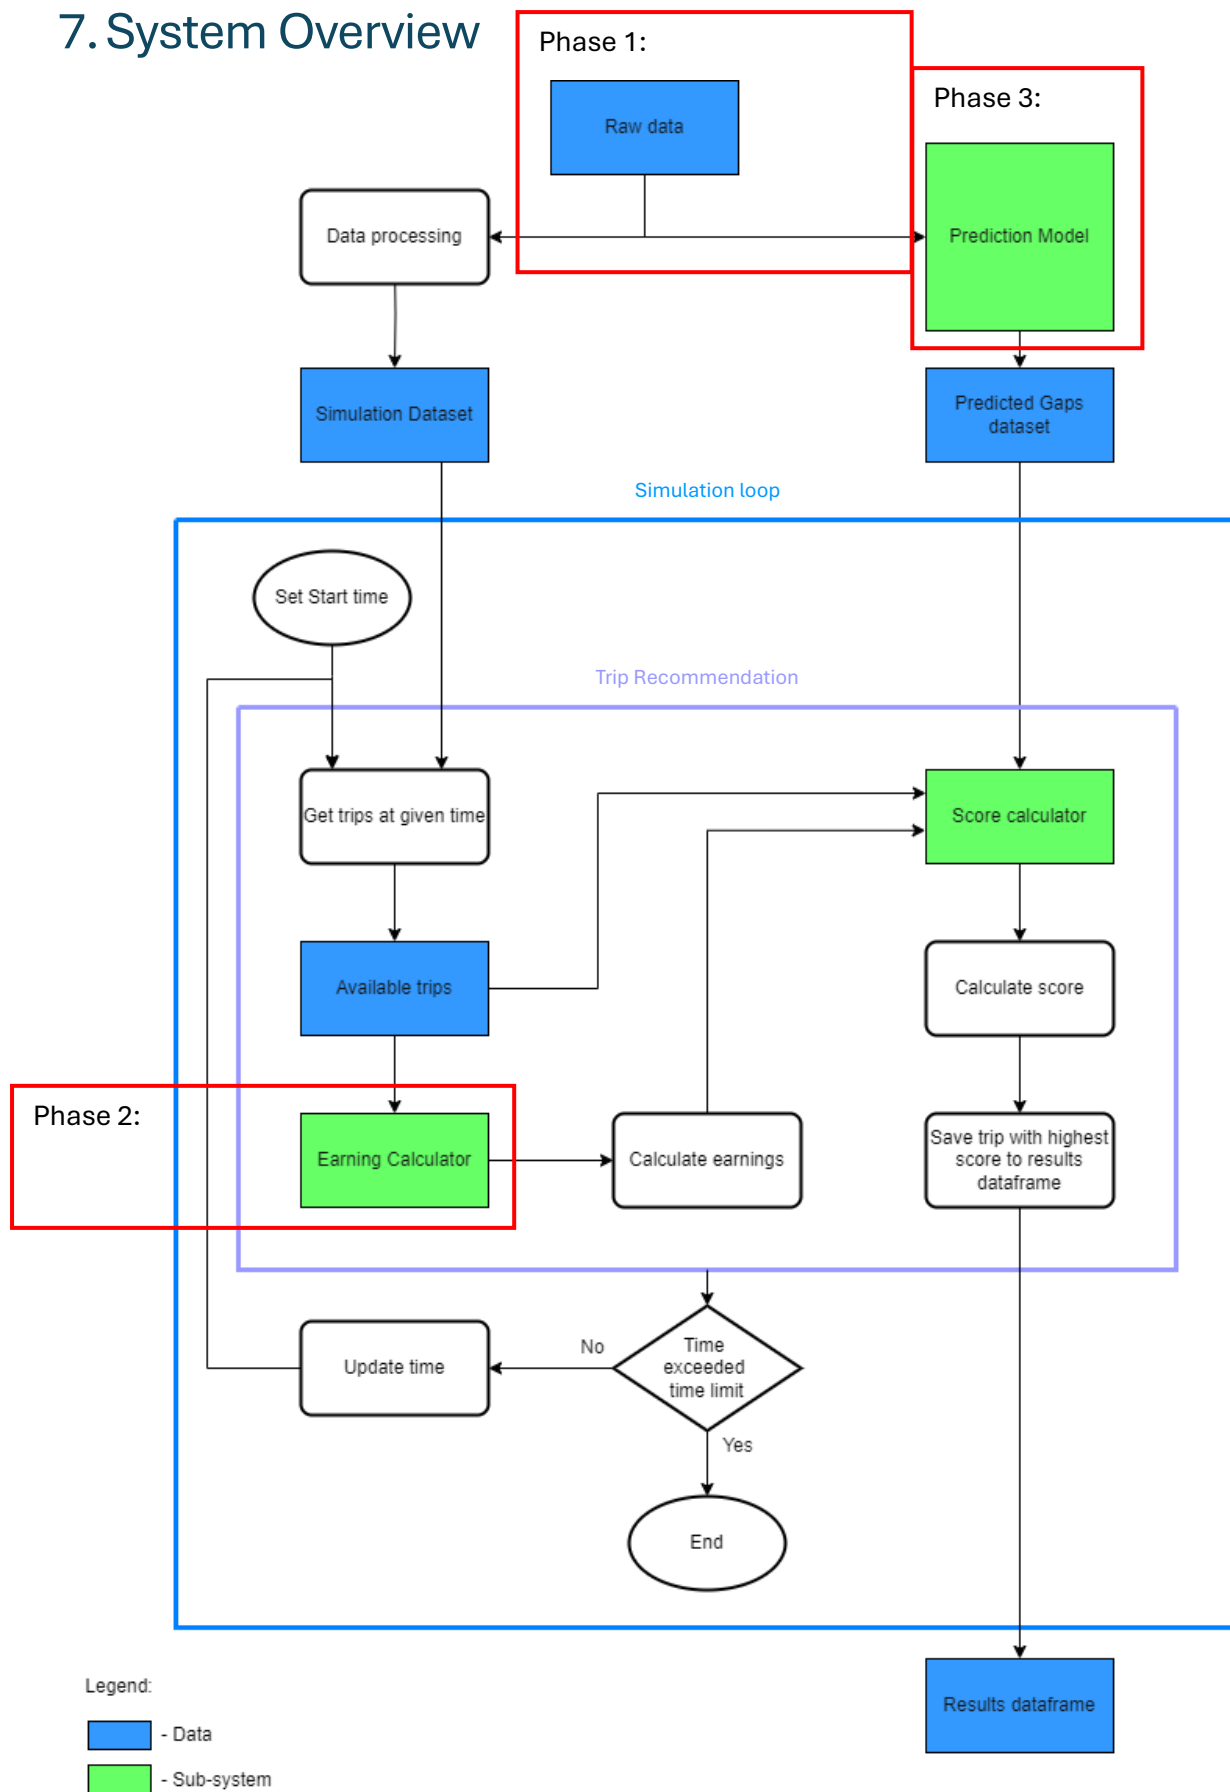 7. System Overview
Phase 1:
Raw data
Phase 3:
Prediction Model
Data processing
Simulation Dataset
Predicted Gaps
dataset
Simulation loop
Set Start time
Trip Recommendation
Get trips at given time
Score calculator
Available trips
Calculate score
Phase 2:
Earning Calculator
Calculate earnings
Save trip with highest
score to results
dataframe
Update time
No
Time
exceeded
time limit
Yes
End
Results dataframe
Legend:
- Data
- Sub-system